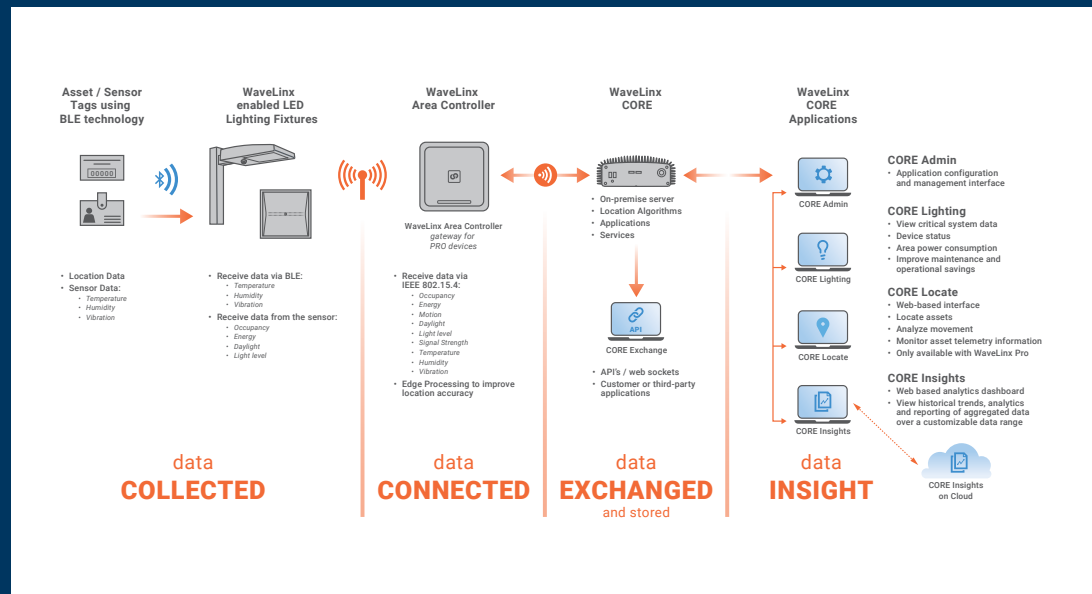 Asset / Sensor
Tags using
BLE technology
00000
• Location Data
• Sensor Data:
• Temperature
• Humidity
• Vibration
WaveLinx
enabled LED
Lighting Fixtures
• Receive data via BLE:
• Temperature
• Humidity
• Vibration
• Receive data from the sensor:
• Occupancy
• Energy
• Daylight
• Light level
data
COLLECTED
WaveLinx
Area Controller
WaveLinx Area Controller
gateway for
PRO devices
• Receive data via
IEEE 802.15.4:
• Occupancy
• Energy
• Motion
• Daylight
• Light level
• Signal Strength
• Temperature
• Humidity
• Vibration
• Edge Processing to improve
location accuracy
data
CONNECTED
WaveLinx
CORE
• On-premise server
• Location Algorithms
• Applications
• Services
API
CORE Exchange
• API's / web sockets
• Customer or third-party
applications
data
EXCHANGED
and stored
WaveLinx
CORE
Applications
CORE Admin
CORE Admin
• Application configuration
and management interface
CORE Lighting
CORE Lighting
• View critical system data
• Device status
• Area power consumption
• Improve maintenance and
operational savings
CORE Locate
CORE Locate
• Web-based interface
• Locate assets
• Analyze movement
• Monitor asset telemetry information
• Only available with WaveLinx Pro
CORE Insights
CORE Insights
• Web based analytics dashboard
• View historical trends, analytics
and reporting of aggregated data
over a customizable data range
data
INSIGHT
CORE Insights
on Cloud